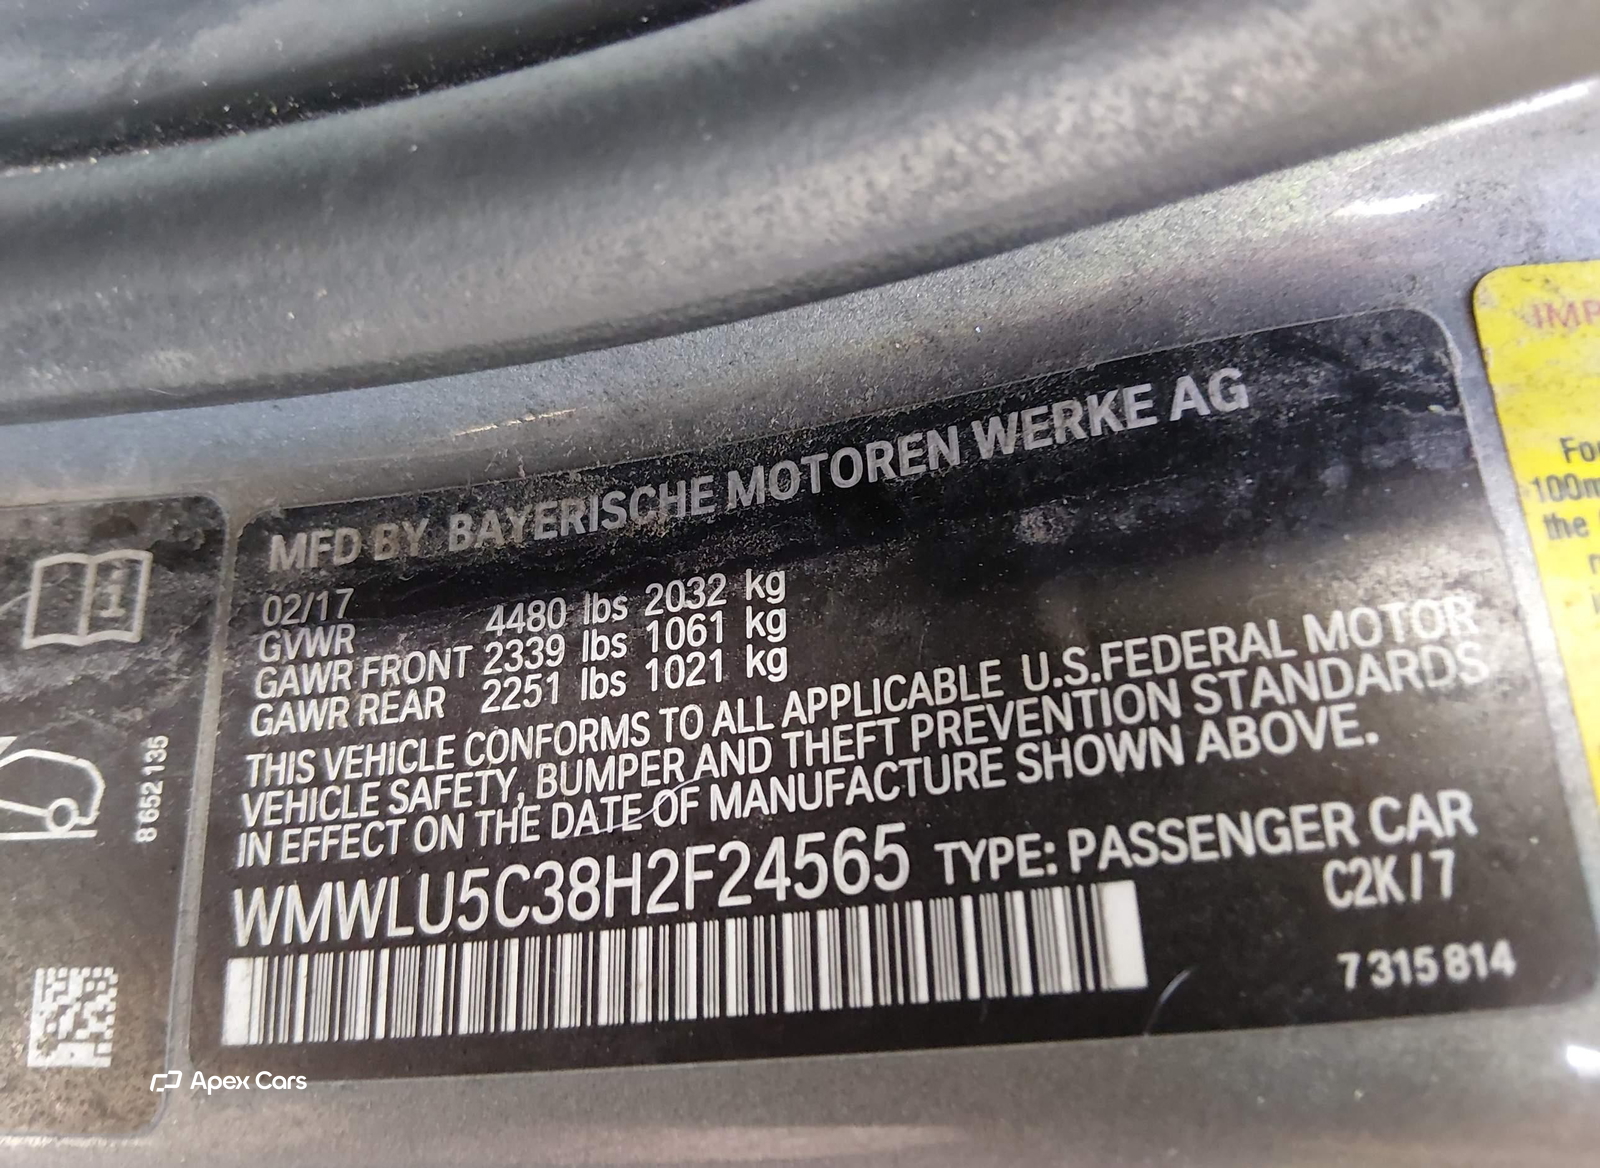 MFD BY BAYERISCHE MOTOREN WERKE AG
02/17
GVWR 4480 lbs 2032 kg
GAWR FRONT 2339 lbs 1061 kg
GAWR REAR 2251 lbs 1021 kg
THIS VEHICLE CONFORMS TO ALL APPLICABLE U.S.FEDERAL MOTOR
VEHICLE SAFETY, BUMPER AND THEFT PREVENTION STANDARDS
IN EFFECT ON THE DATE OF MANUFACTURE SHOWN ABOVE.
WMWLU5C38H2F24565 TYPE: PASSENGER CAR
C2K/7
7 315 814
8 652 135
For
100m
the
Apex Cars